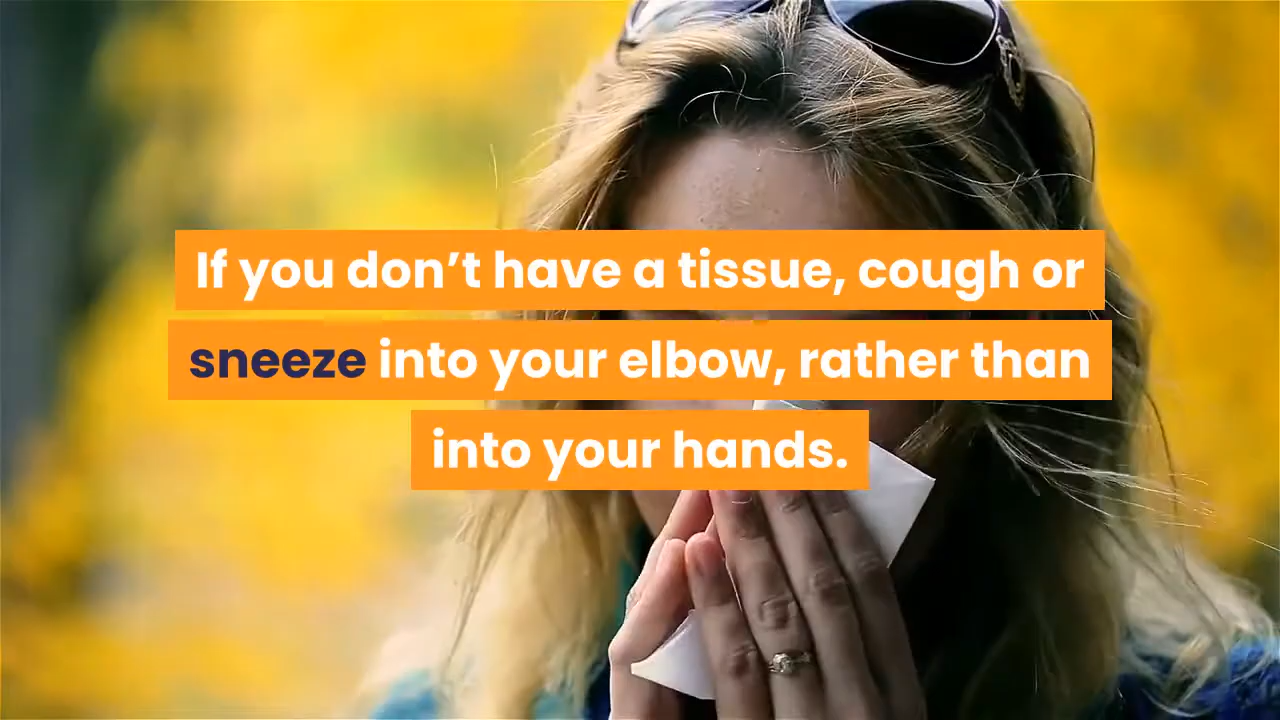 If you don’t have a tissue, cough or
sneeze into your elbow, rather than
into your hands.